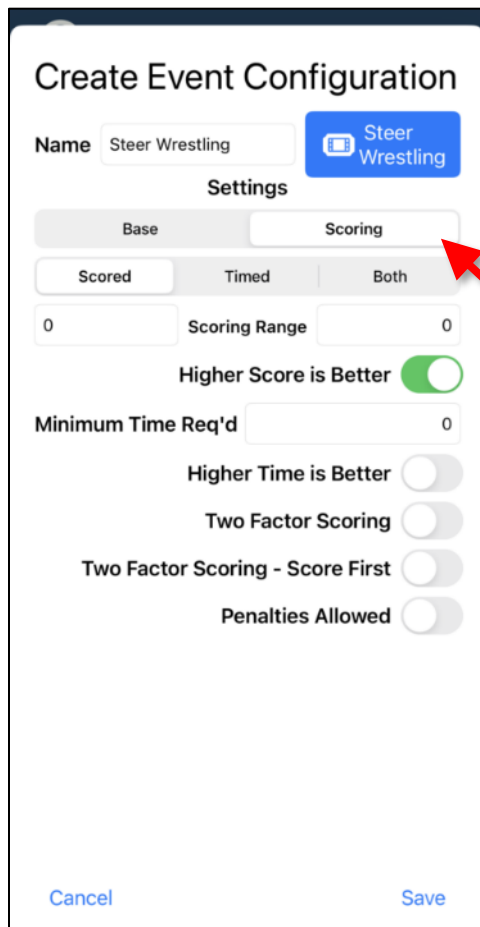 Create Event Configuration
Name Steer Wrestling Steer
Wrestling
Settings
Base Scoring
Scored Timed Both
0 Scoring Range 0
Higher Score is Better
Minimum Time Req'd 0
Higher Time is Better
Two Factor Scoring
Two Factor Scoring - Score First
Penalties Allowed
Cancel Save